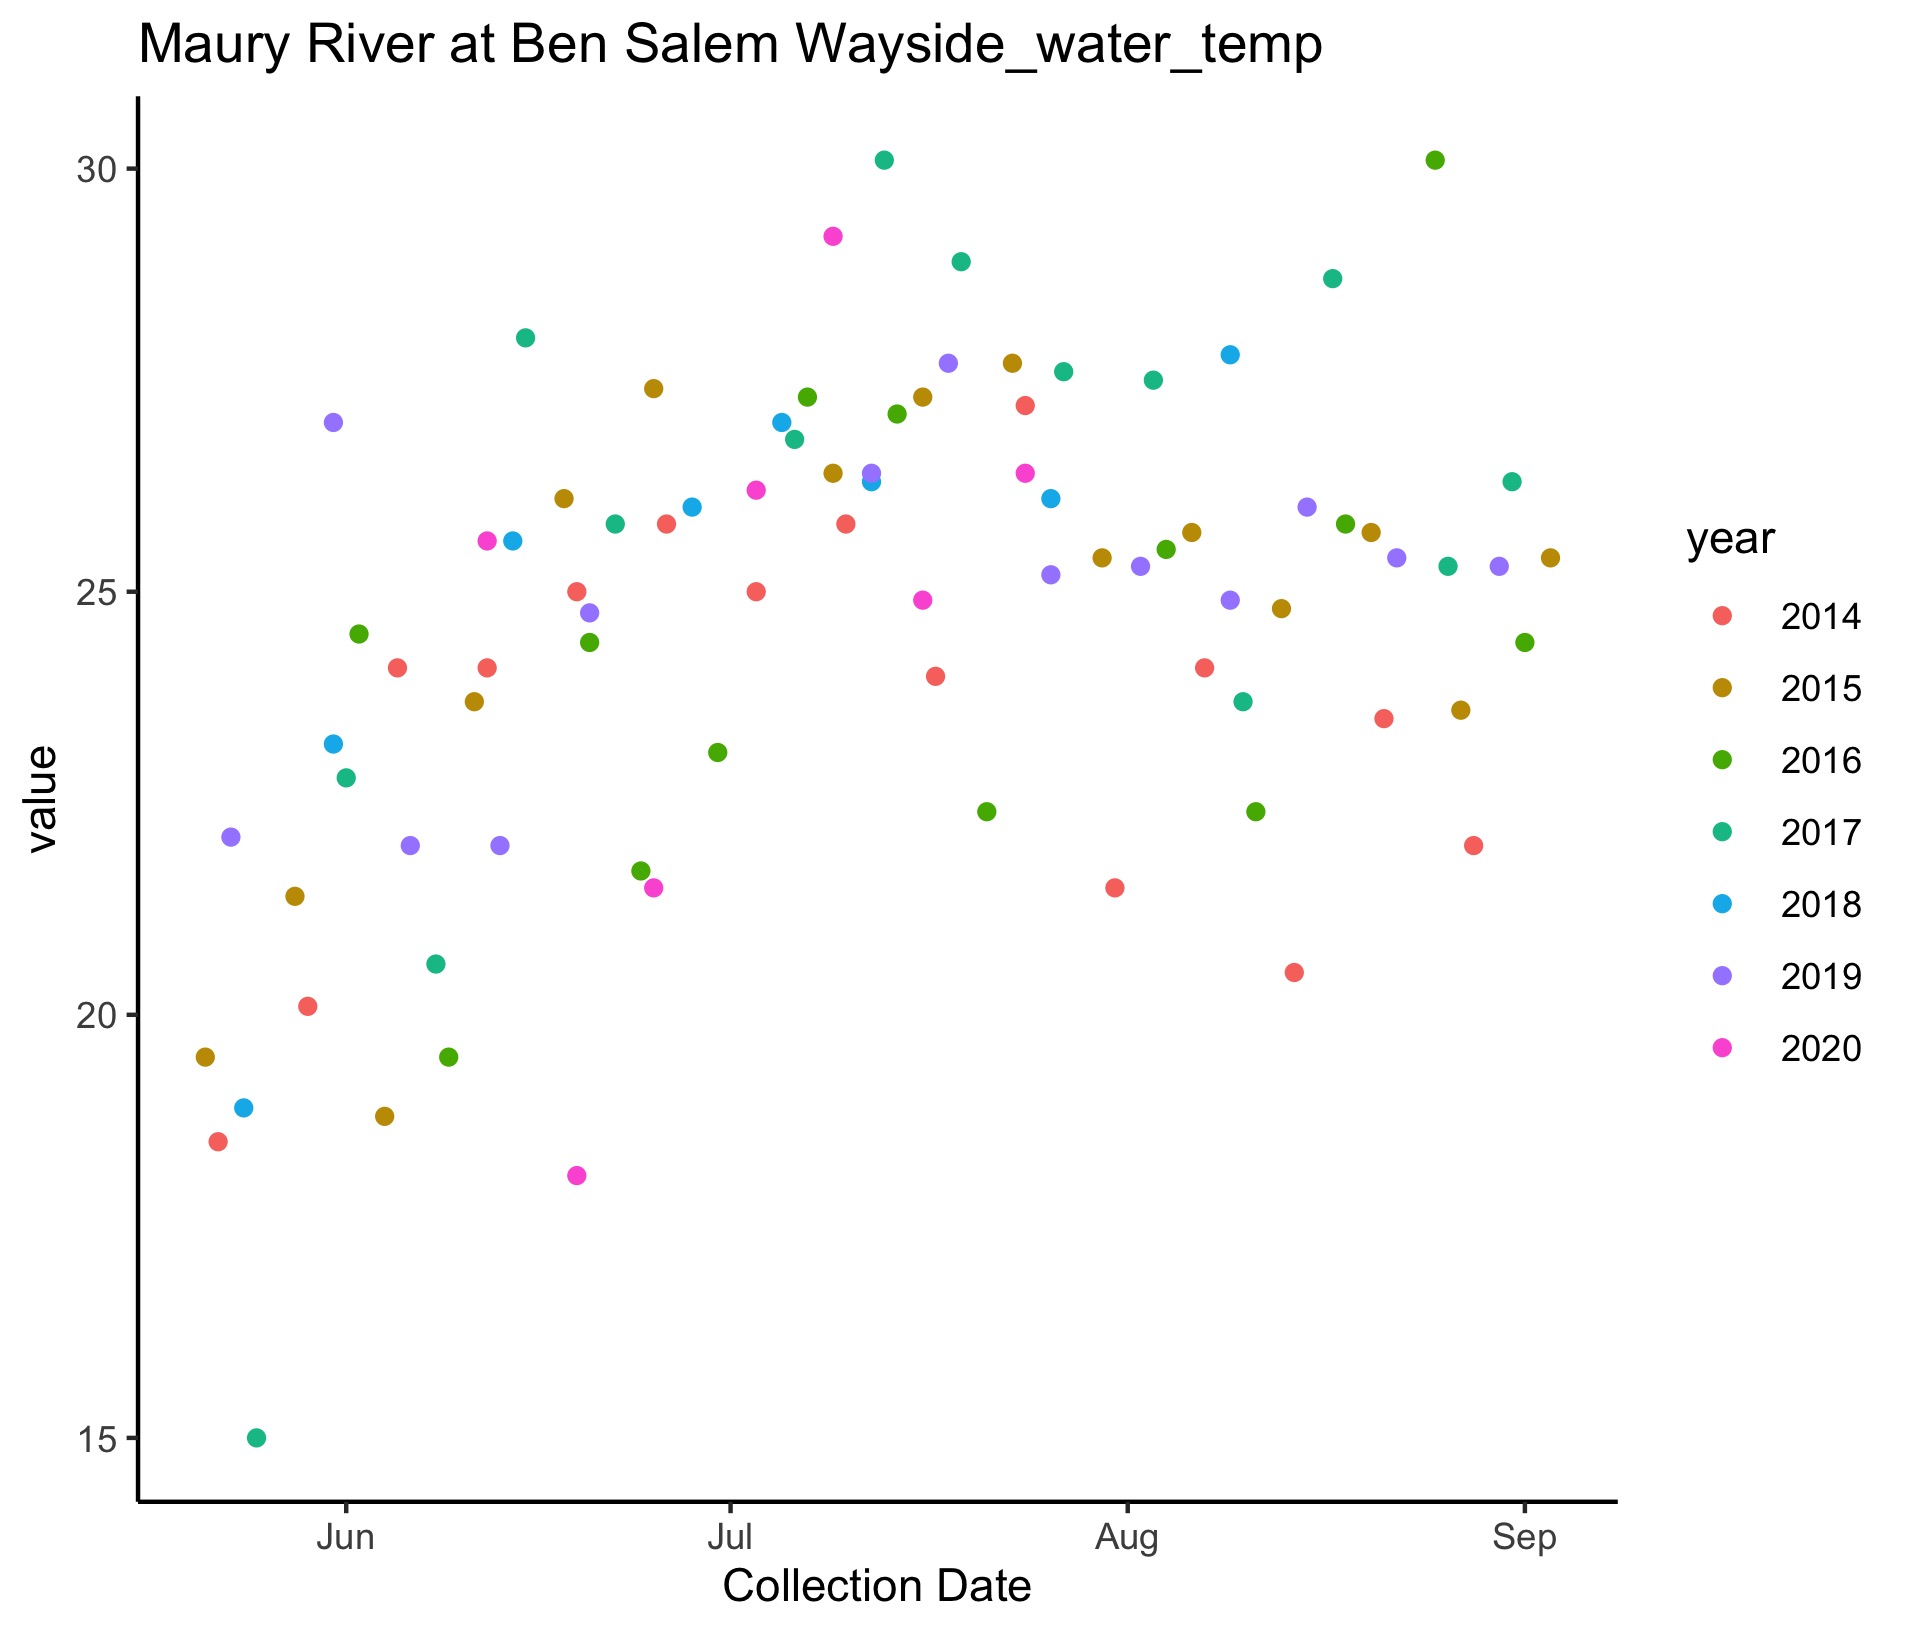 Maury River at Ben Salem Wayside_water_temp
30
25
20
15
value
Jun Jul Aug Sep
Collection Date
year
2014
2015
2016
2017
2018
2019
2020